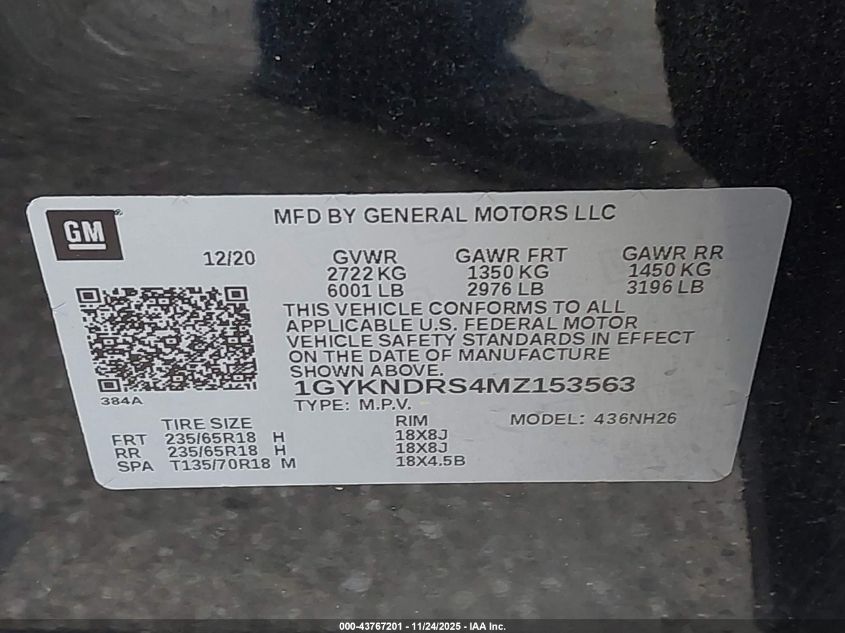 GM
MFD BY GENERAL MOTORS LLC
12/20 GVWR GAWR FRT GAWR RR
2722 KG 1350 KG 1450 KG
6001 LB 2976 LB 3196 LB
THIS VEHICLE CONFORMS TO ALL
APPLICABLE U.S. FEDERAL MOTOR
VEHICLE SAFETY STANDARDS IN EFFECT
ON THE DATE OF MANUFACTURE
SHOWN ABOVE.
1GYKNDRS4MZ153563
384A
TYPE: M.P.V.
TIRE SIZE RIM MODEL: 436NH26
FRT 235/65R18 H 18X8J
RR 235/65R18 H 18X8J
SPA T135/70R18 M 18X4.5B
000-43767201 - 11/24/2025 - IAA Inc.